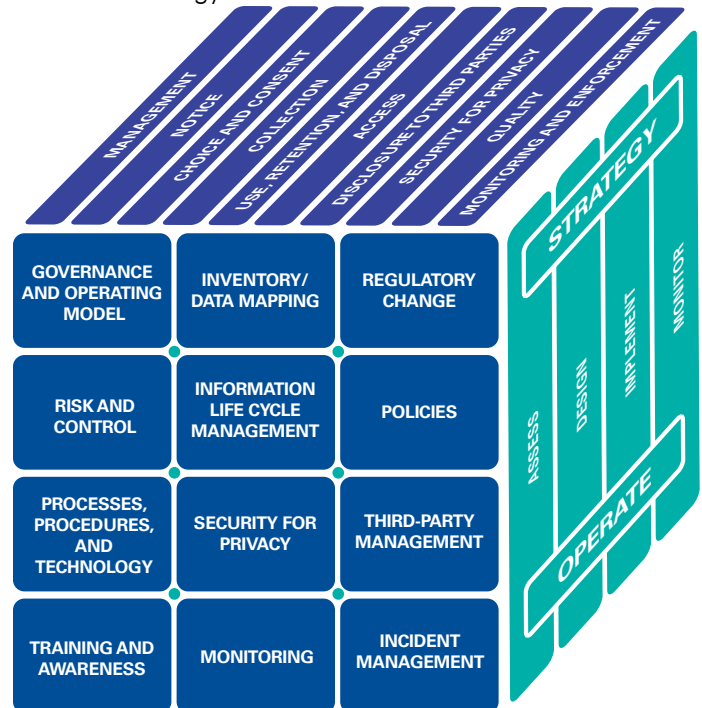 MANAGEMENT
NOTICE
CHOICE AND CONSENT
COLLECTION
USE, RETENTION, AND DISPOSAL
ACCESS
DISCLOSURE TO THIRD PARTIES
SECURITY FOR PRIVACY
QUALITY
MONITORING AND ENFORCEMENT
GOVERNANCE
AND OPERATING
MODEL
INVENTORY/
DATA MAPPING
REGULATORY
CHANGE
RISK AND
CONTROL
INFORMATION
LIFE CYCLE
MANAGEMENT
POLICIES
PROCESSES,
PROCEDURES,
AND
TECHNOLOGY
SECURITY FOR
PRIVACY
THIRD-PARTY
MANAGEMENT
TRAINING AND
AWARENESS
MONITORING
INCIDENT
MANAGEMENT
STRATEGY
ASSESS
DESIGN
IMPLEMENT
MONITOR
OPERATE